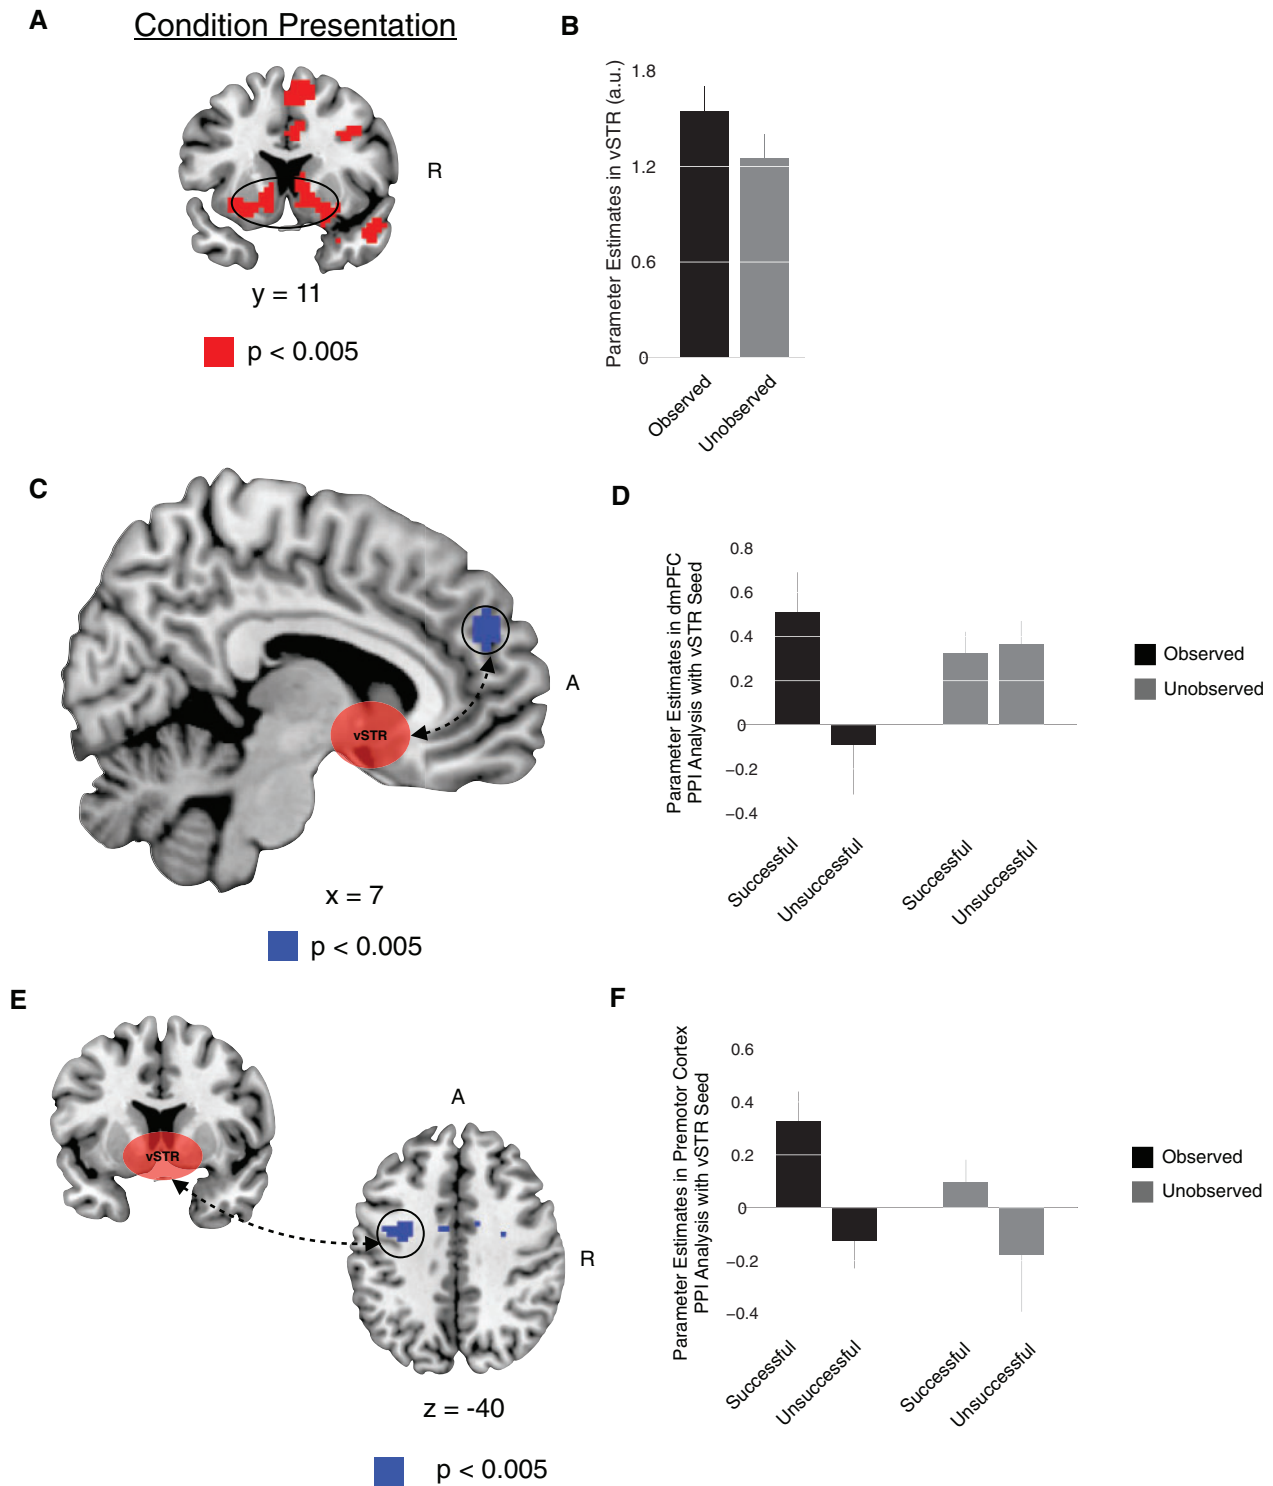 A
Condition Presentation
R
y = 11
p < 0.005
B
Parameter Estimates in vSTR (a.u.)
1.8
1.2
0.6
0
Observed
Unobserved
C
vSTR
A
x = 7
p < 0.005
D
Parameter Estimates in dmPFC
PPI Analysis with vSTR Seed
0.8
0.6
0.4
0.2
0
−0.2
−0.4
Successful
Unsuccessful
Successful
Unsuccessful
Observed
Unobserved
E
vSTR
A
R
z = -40
p < 0.005
F
Parameter Estimates in Premotor Cortex
PPI Analysis with vSTR Seed
0.6
0.4
0.2
0
−0.2
−0.4
Successful
Unsuccessful
Successful
Unsuccessful
Observed
Unobserved